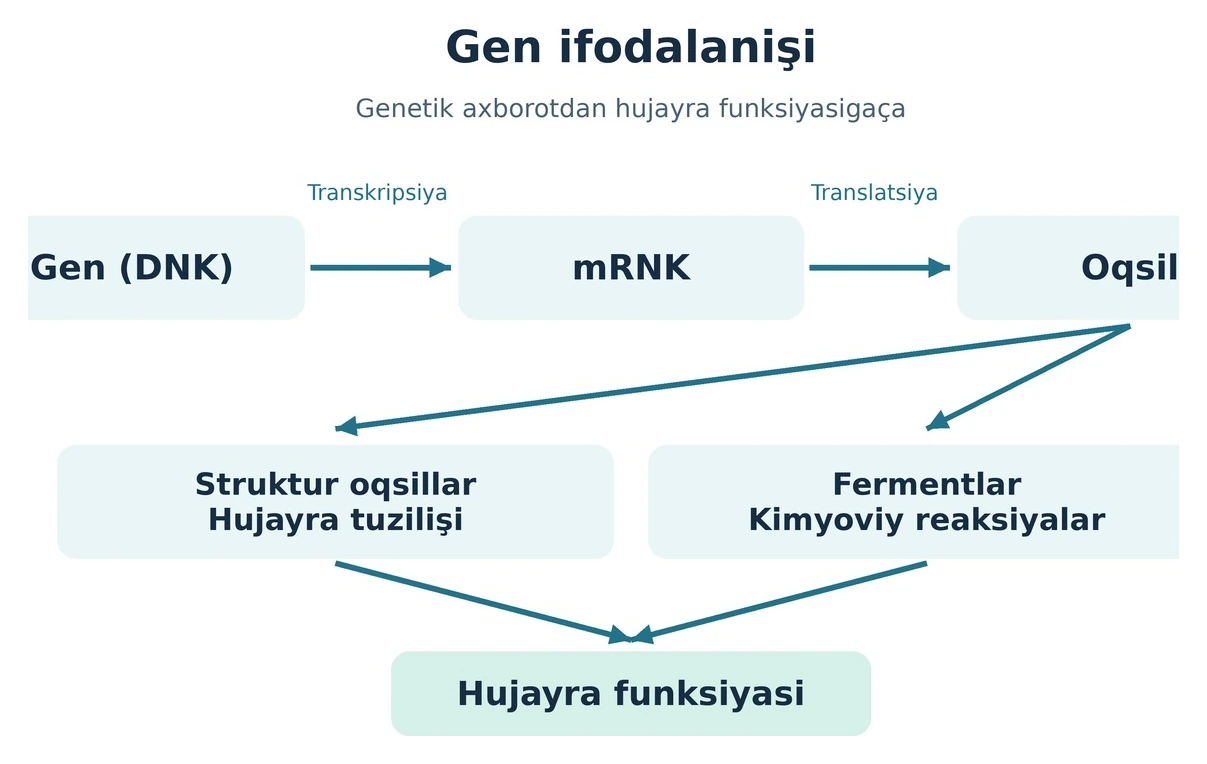 Gen ifodalanişi
Genetik axborotdan hujayra funksiyasigaça
Transkripsiya
Translatsiya
Gen (DNK)
mRNK
Oqsil
Struktur oqsillar
Hujayra tuzilişi
Fermentlar
Kimyoviy reaksiyalar
Hujayra funksiyasi